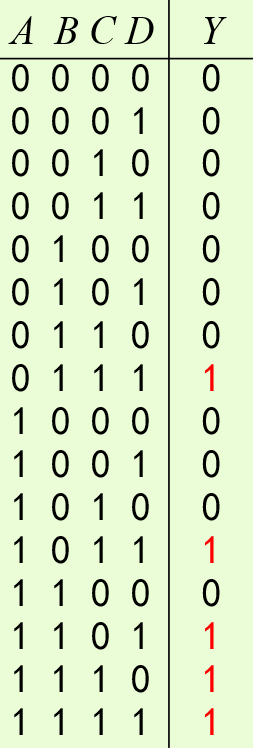 A B C D Y
0 0 0 0 0
0 0 0 1 0
0 0 1 0 0
0 0 1 1 0
0 1 0 0 0
0 1 0 1 0
0 1 1 0 0
0 1 1 1 1
1 0 0 0 0
1 0 0 1 0
1 0 1 0 0
1 0 1 1 1
1 1 0 0 0
1 1 0 1 1
1 1 1 0 1
1 1 1 1 1